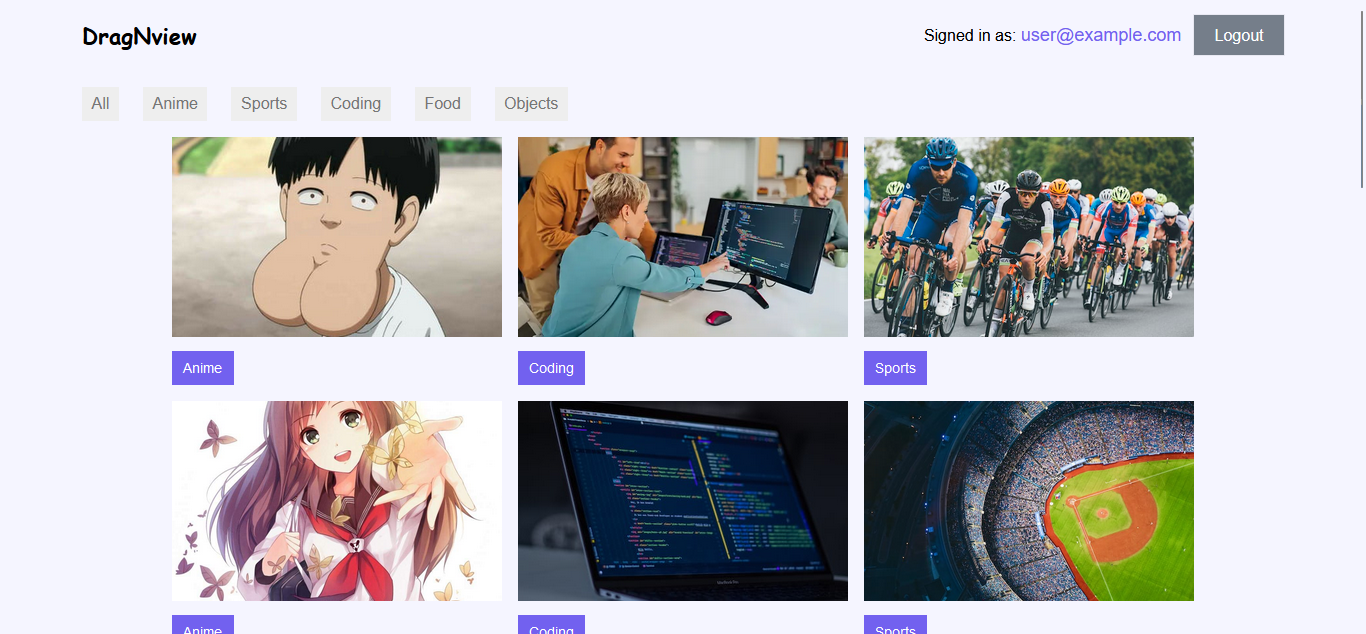 DragNview
Signed in as: user@example.com
Logout
All
Anime
Sports
Coding
Food
Objects
Anime
Coding
Sports
Anime
Coding
Sports